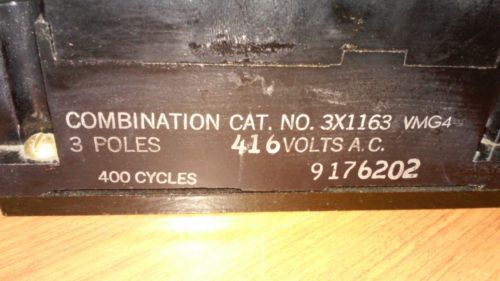 COMBINATION CAT. NO. 3X1163 VMG4
3 POLES 416 VOLTS A.C.
400 CYCLES 9176202